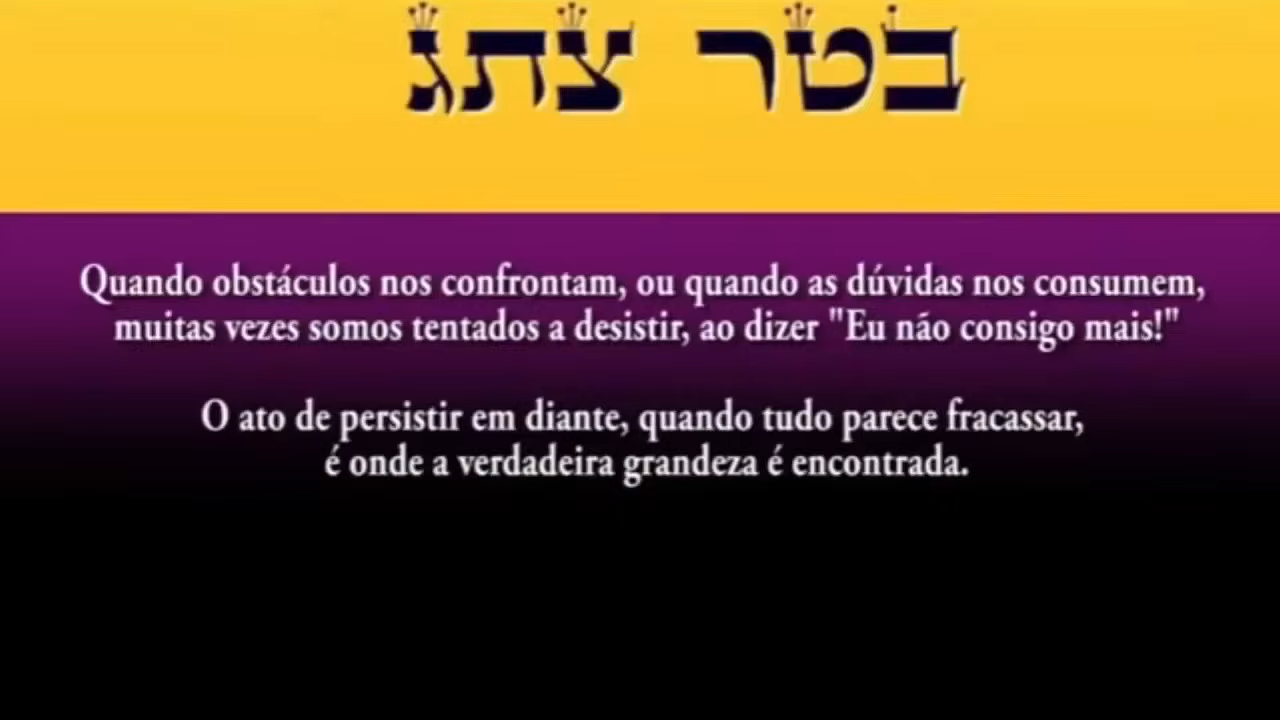 בטר צתג
Quando obstáculos nos confrontam, ou quando as dúvidas nos consumem,
muitas vezes somos tentados a desistir, ao dizer "Eu não consigo mais!"
O ato de persistir em diante, quando tudo parece fracassar,
é onde a verdadeira grandeza é encontrada.